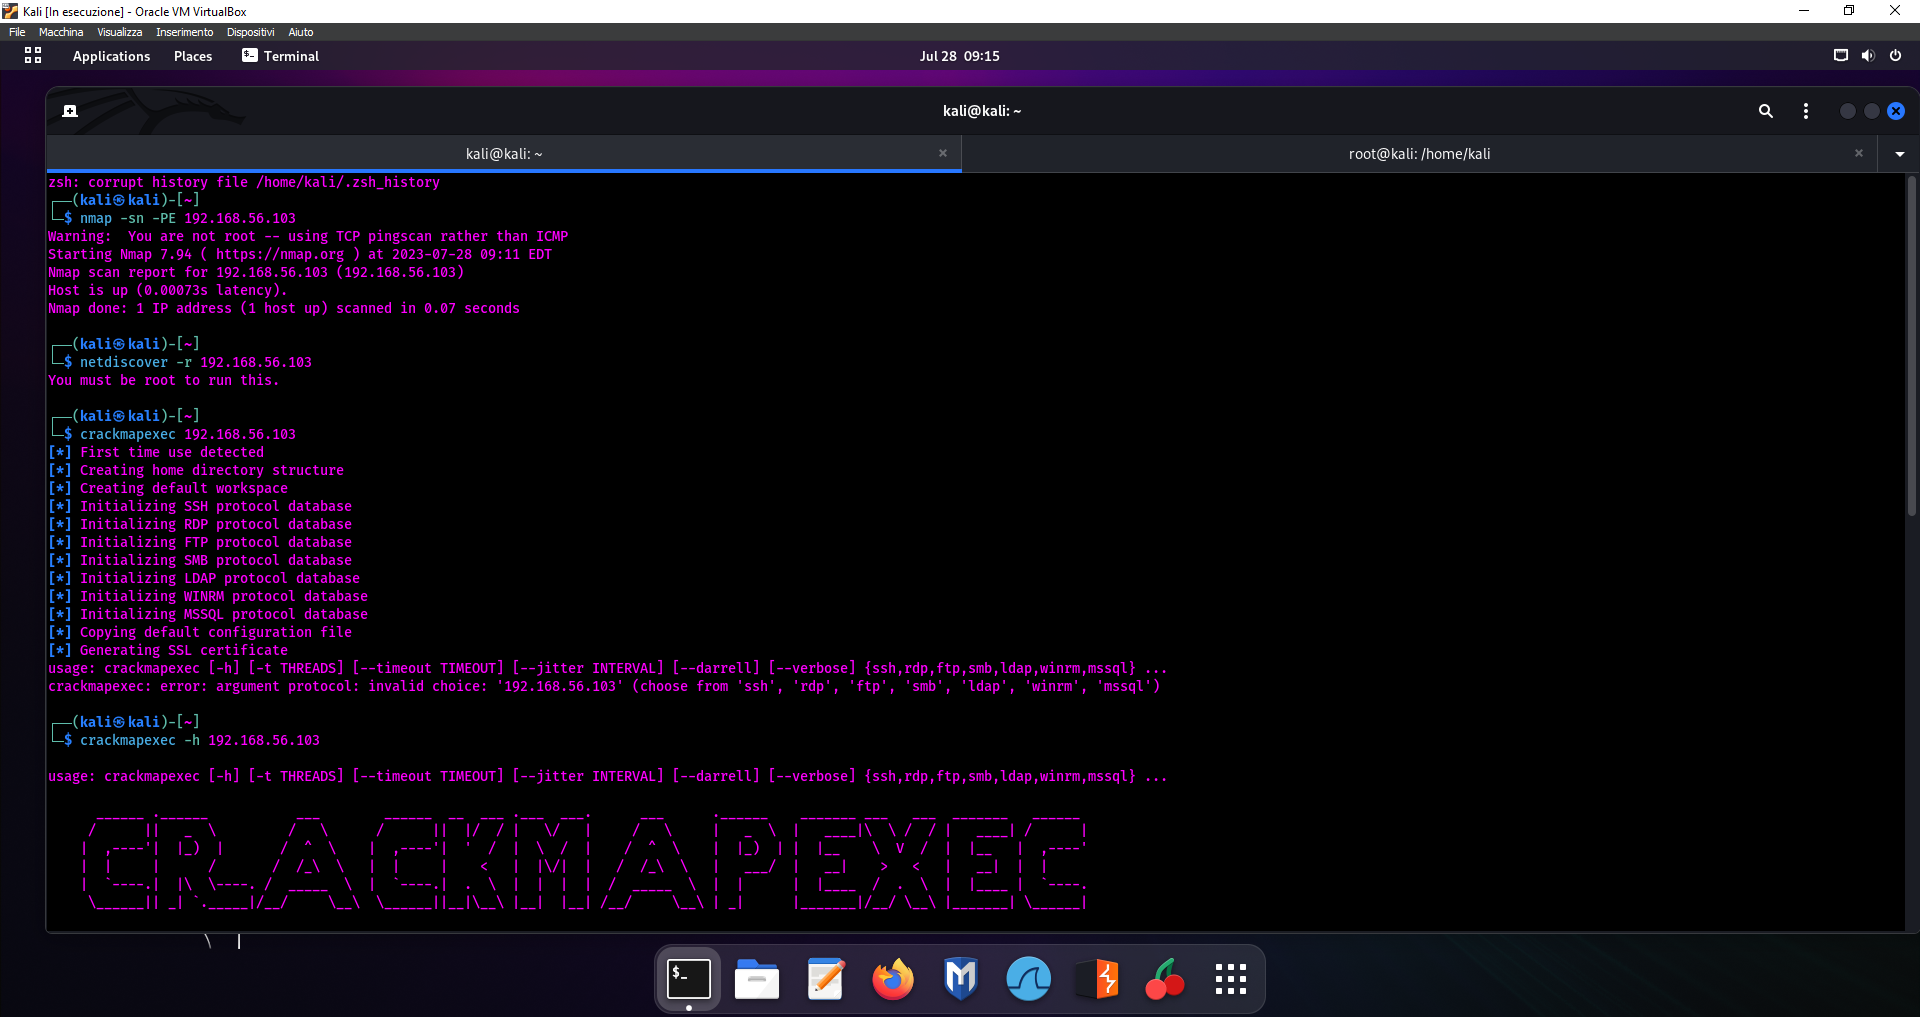 Kali [In esecuzione] - Oracle VM VirtualBox
File Macchina Visualizza Inserimento Dispositivi Aiuto
Applications Places Terminal Jul 28 09:15
kali@kali: ~
kali@kali: ~ root@kali: /home/kali
zsh: corrupt history file /home/kali/.zsh_history
┌──(kali㉿kali)-[~]
└─$ nmap -sn -PE 192.168.56.103
Warning:  You are not root -- using TCP pingscan rather than ICMP
Starting Nmap 7.94 ( https://nmap.org ) at 2023-07-28 09:11 EDT
Nmap scan report for 192.168.56.103 (192.168.56.103)
Host is up (0.00073s latency).
Nmap done: 1 IP address (1 host up) scanned in 0.07 seconds
┌──(kali㉿kali)-[~]
└─$ netdiscover -r 192.168.56.103
You must be root to run this.
┌──(kali㉿kali)-[~]
└─$ crackmapexec 192.168.56.103
[*] First time use detected
[*] Creating home directory structure
[*] Creating default workspace
[*] Initializing SSH protocol database
[*] Initializing RDP protocol database
[*] Initializing FTP protocol database
[*] Initializing SMB protocol database
[*] Initializing LDAP protocol database
[*] Initializing WINRM protocol database
[*] Initializing MSSQL protocol database
[*] Copying default configuration file
[*] Generating SSL certificate
usage: crackmapexec [-h] [-t THREADS] [--timeout TIMEOUT] [--jitter INTERVAL] [--darrell] [--verbose] {ssh,rdp,ftp,smb,ldap,winrm,mssql} ...
crackmapexec: error: argument protocol: invalid choice: '192.168.56.103' (choose from 'ssh', 'rdp', 'ftp', 'smb', 'ldap', 'winrm', 'mssql')
┌──(kali㉿kali)-[~]
└─$ crackmapexec -h 192.168.56.103
usage: crackmapexec [-h] [-t THREADS] [--timeout TIMEOUT] [--jitter INTERVAL] [--darrell] [--verbose] {ssh,rdp,ftp,smb,ldap,winrm,mssql} ...
CRACKMAPEXEC